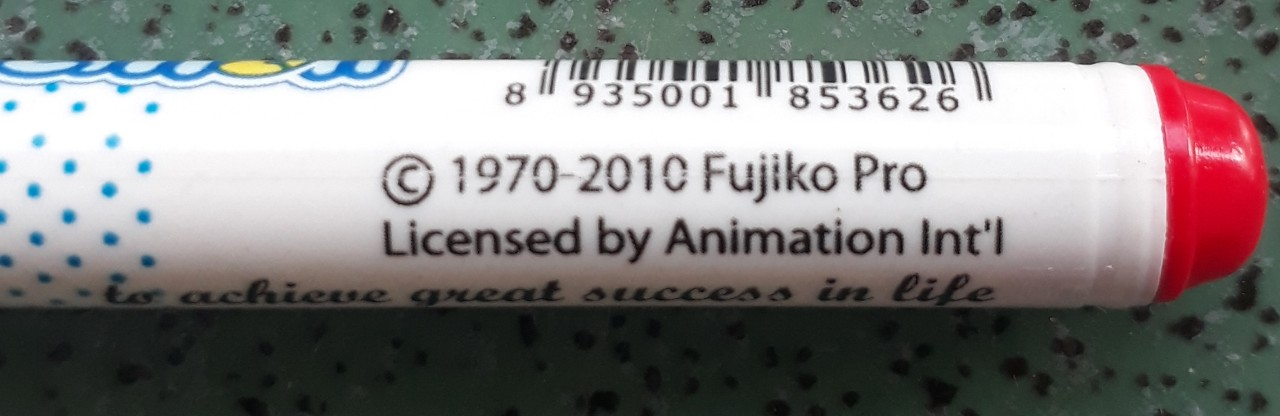 8 935001 853626
© 1970-2010 Fujiko Pro
Licensed by Animation Int'l
to achieve great success in life